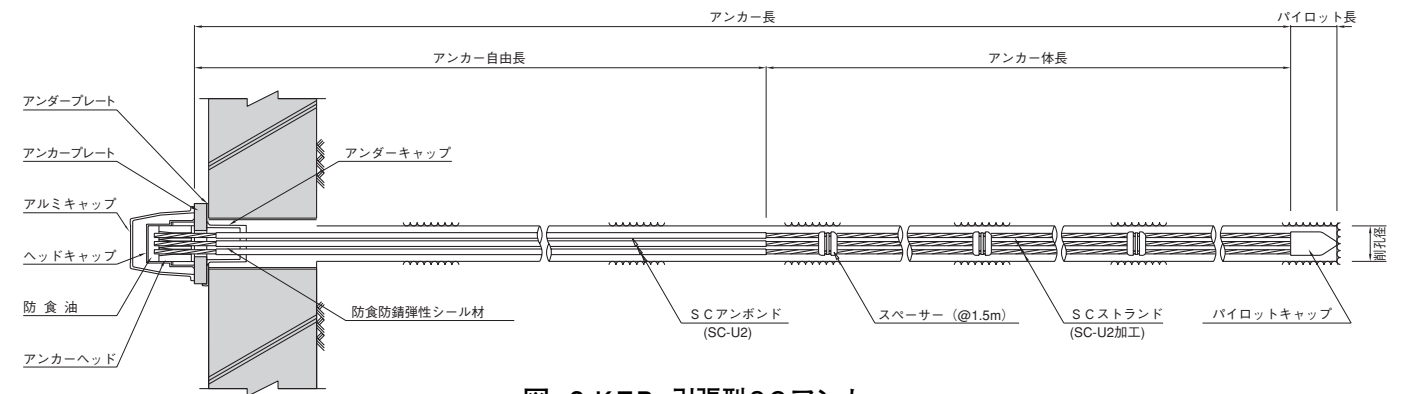 アンカー長
パイロット長
アンカー自由長
アンカー体長
アンダープレート
アンカープレート
アンダーキャップ
アルミキャップ
ヘッドキャップ
防食油
アンカーヘッド
防食防錆弾性シール材
SCアンボンド
(SC-U2)
スペーサー（@1.5m）
SCストランド
(SC-U2加工)
パイロットキャップ
削孔径